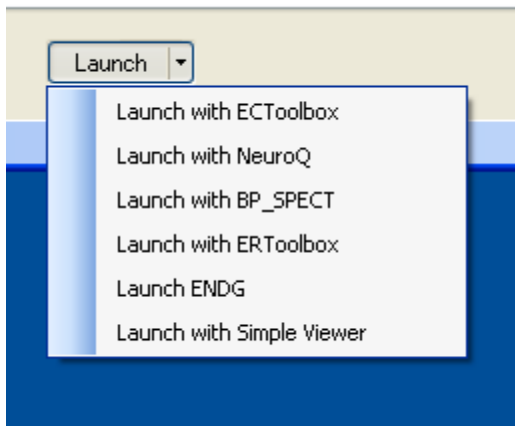 Launch
Launch with ECToolbox
Launch with NeuroQ
Launch with BP_SPECT
Launch with ERToolbox
Launch ENDG
Launch with Simple Viewer